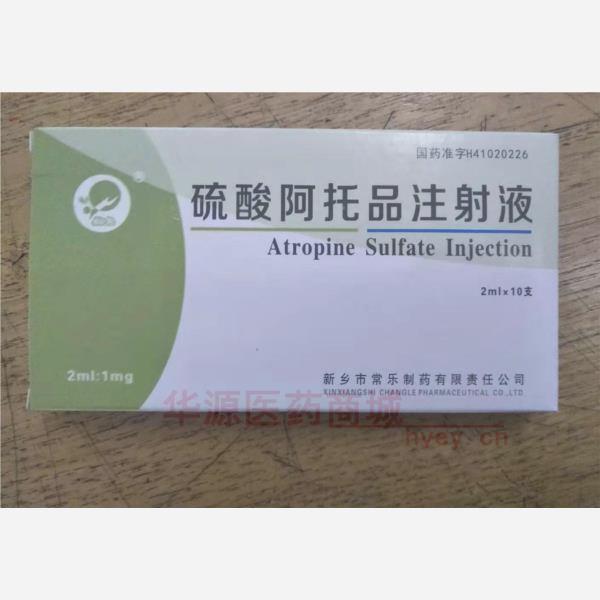 国药准字H41020226
®
硫酸阿托品注射液
Atropine Sulfate Injection
2ml×10支
2ml:1mg
新乡市常乐制药有限责任公司
XINXIANGSHI CHANGLE PHARMACEUTICAL CO.,LTD.
华源医药商城
hyey.cn